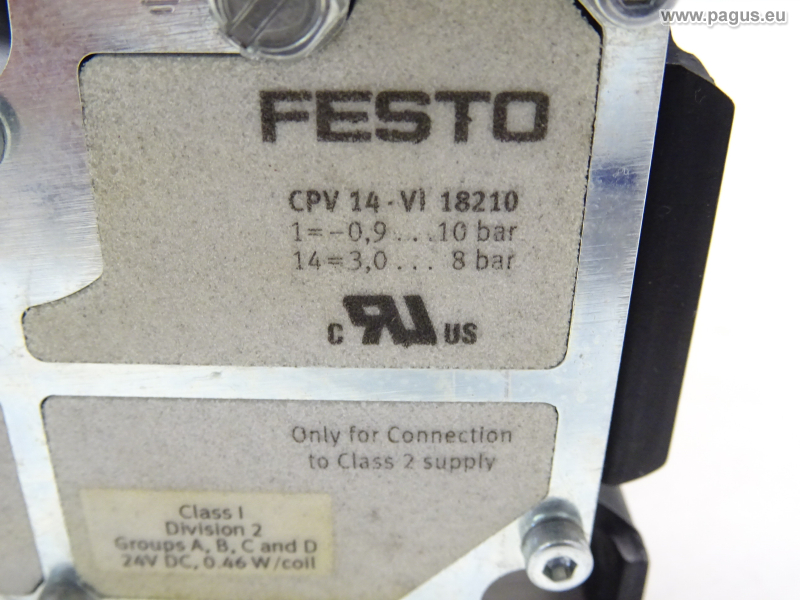 www.pagus.eu
FESTO
CPV 14-VI 18210
1=-0,9...10 bar
14=3,0... 8 bar
C RU US
Only for Connection
to Class 2 supply
Class I
Division 2
Groups A, B, C and D
24V DC, 0.46 W/coil